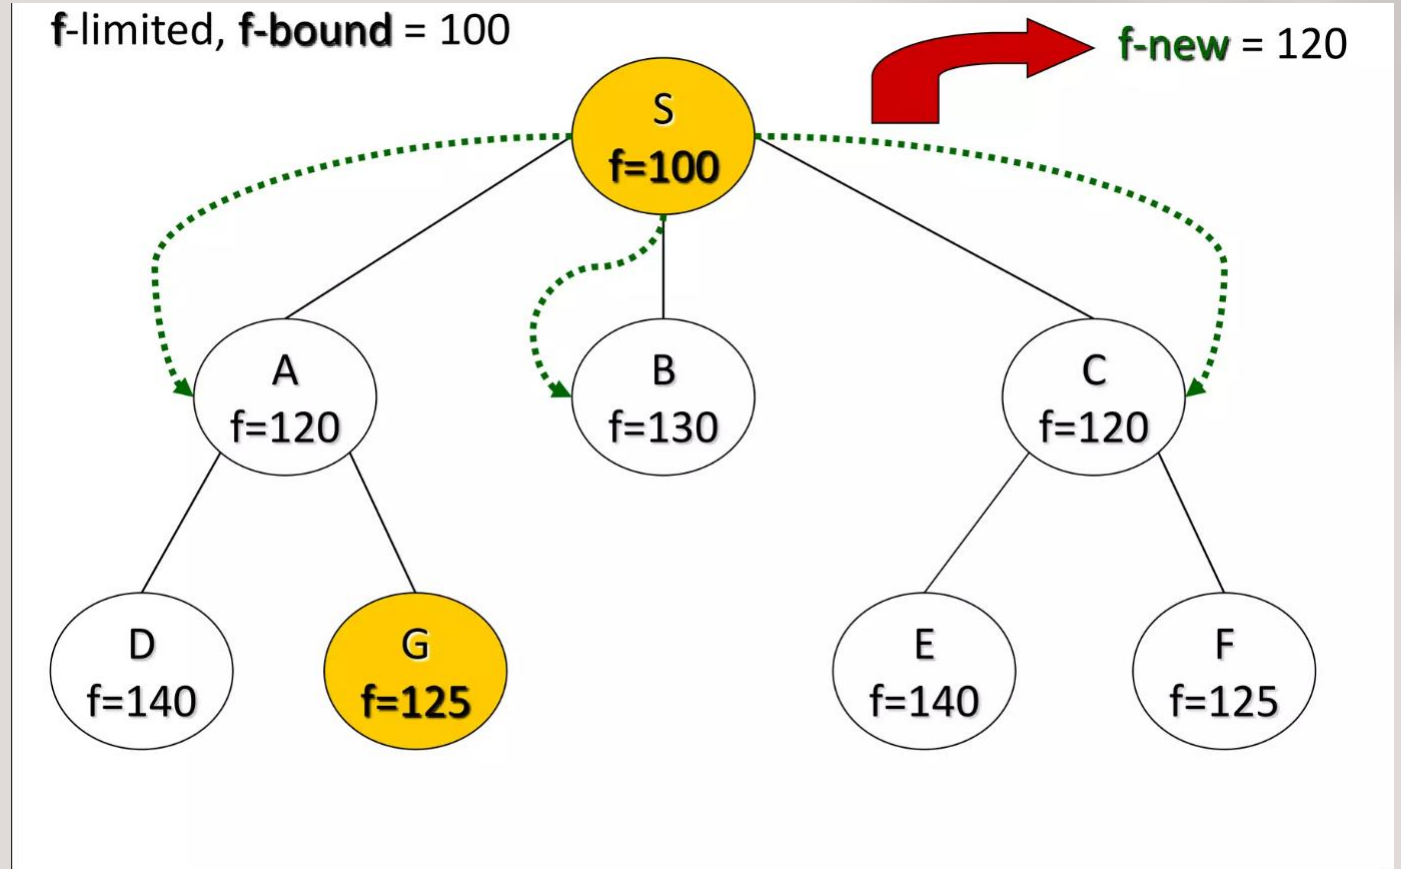 f-limited, f-bound = 100
f-new = 120
S
f=100
A
f=120
B
f=130
C
f=120
D
f=140
G
f=125
E
f=140
F
f=125